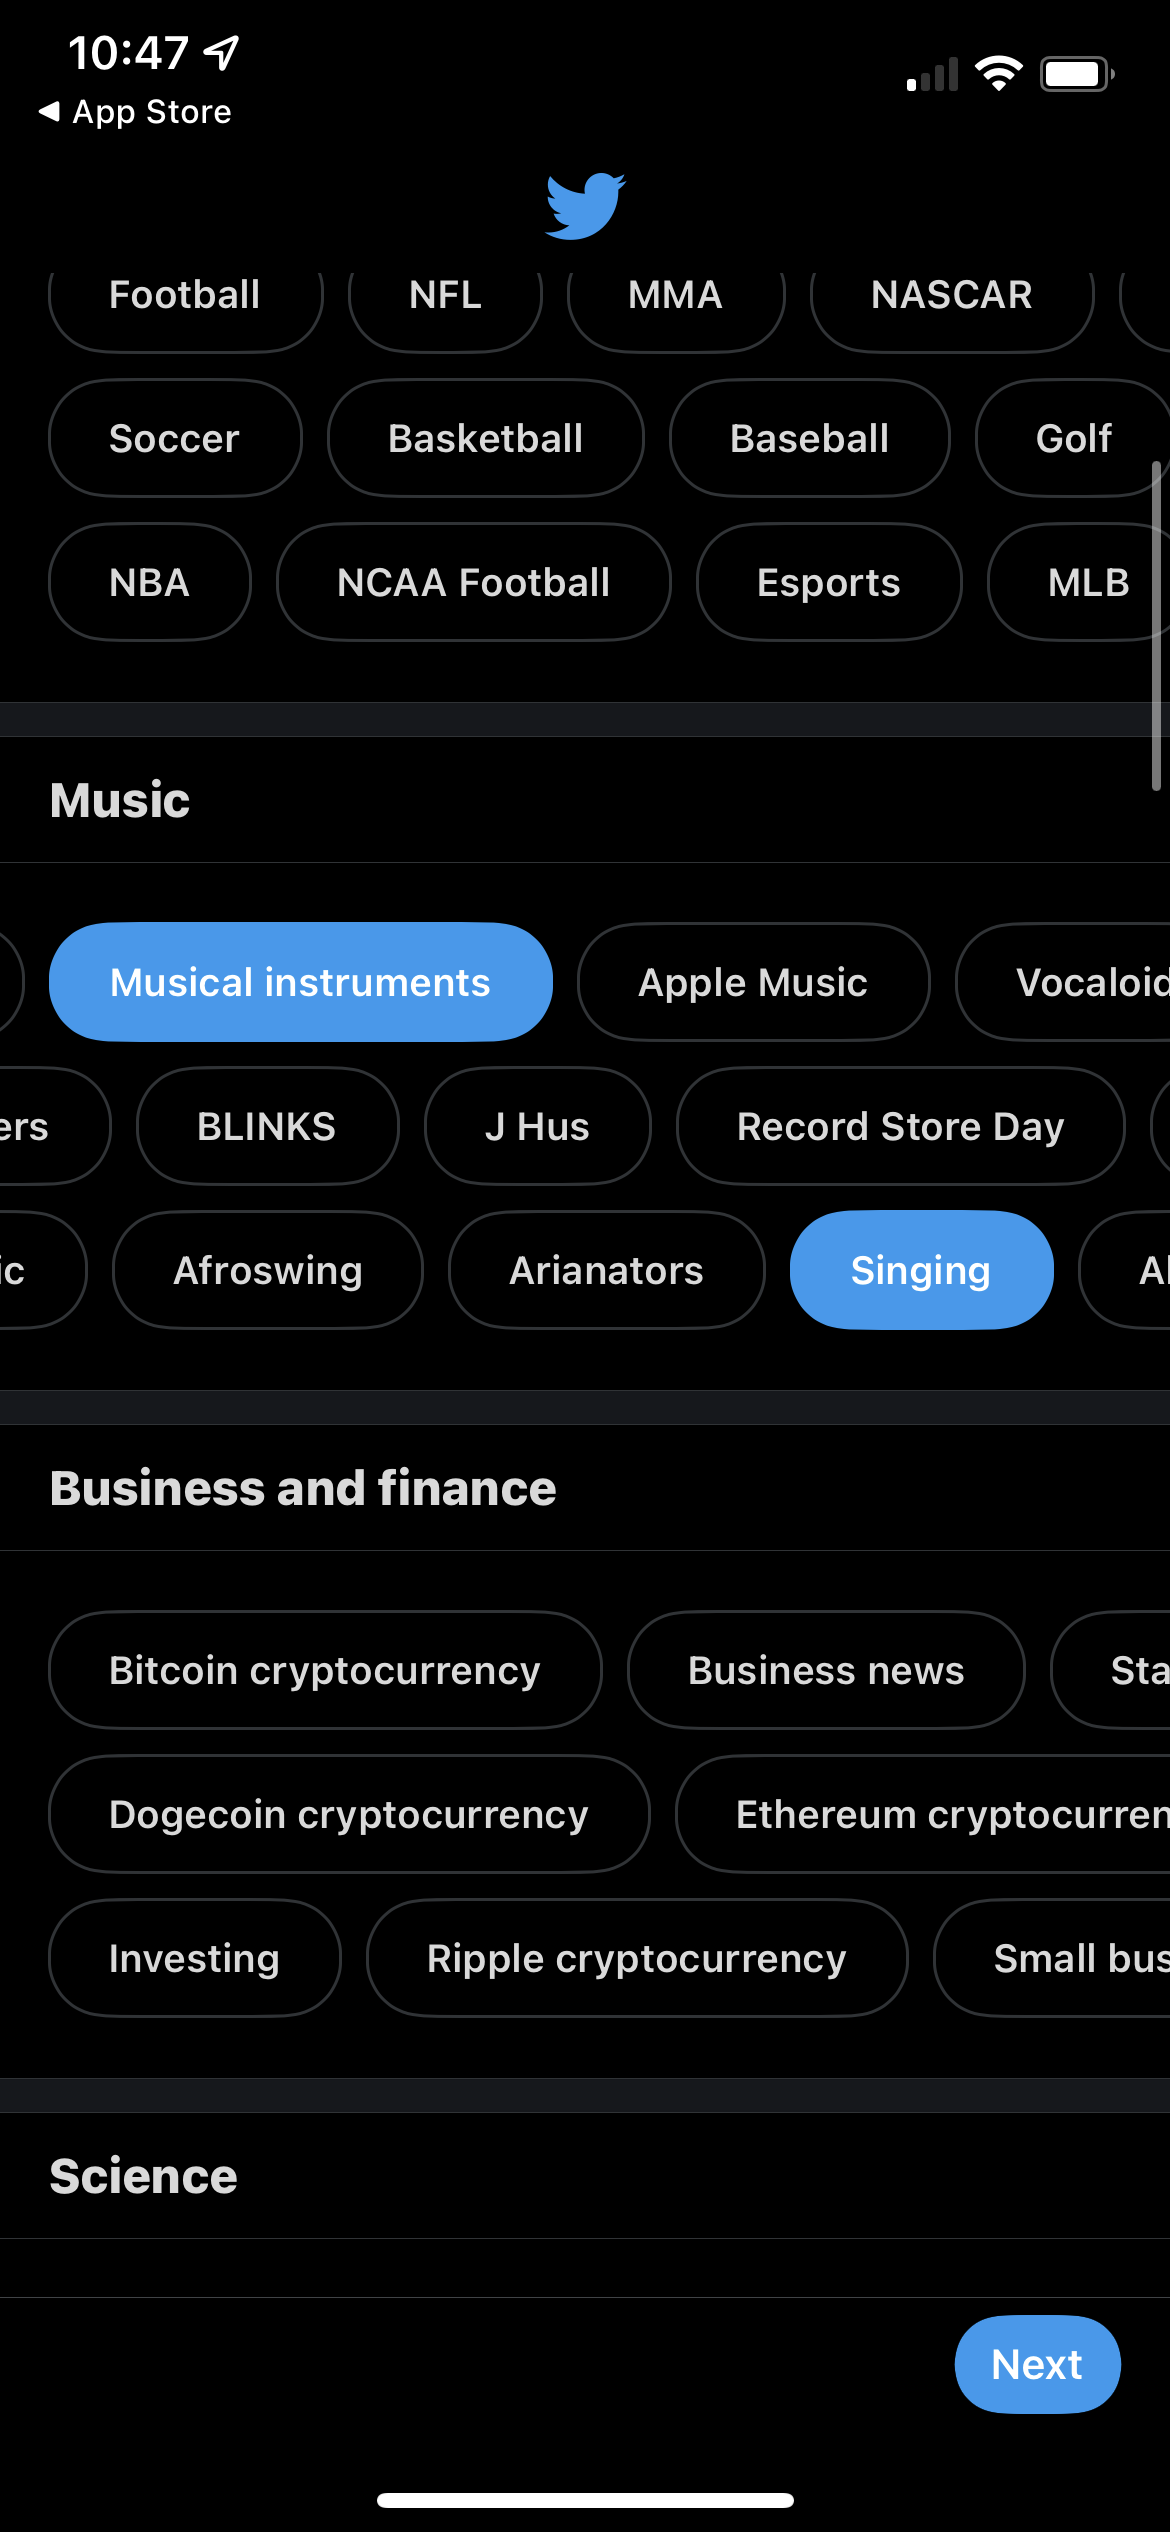 10:47
App Store
Football NFL MMA NASCAR
Soccer Basketball Baseball Golf
NBA NCAA Football Esports MLB
Music
Musical instruments Apple Music Vocaloid
ers BLINKS J Hus Record Store Day
ic Afroswing Arianators Singing
Business and finance
Bitcoin cryptocurrency Business news Sta
Dogecoin cryptocurrency Ethereum cryptocurren
Investing Ripple cryptocurrency Small bus
Science
Next